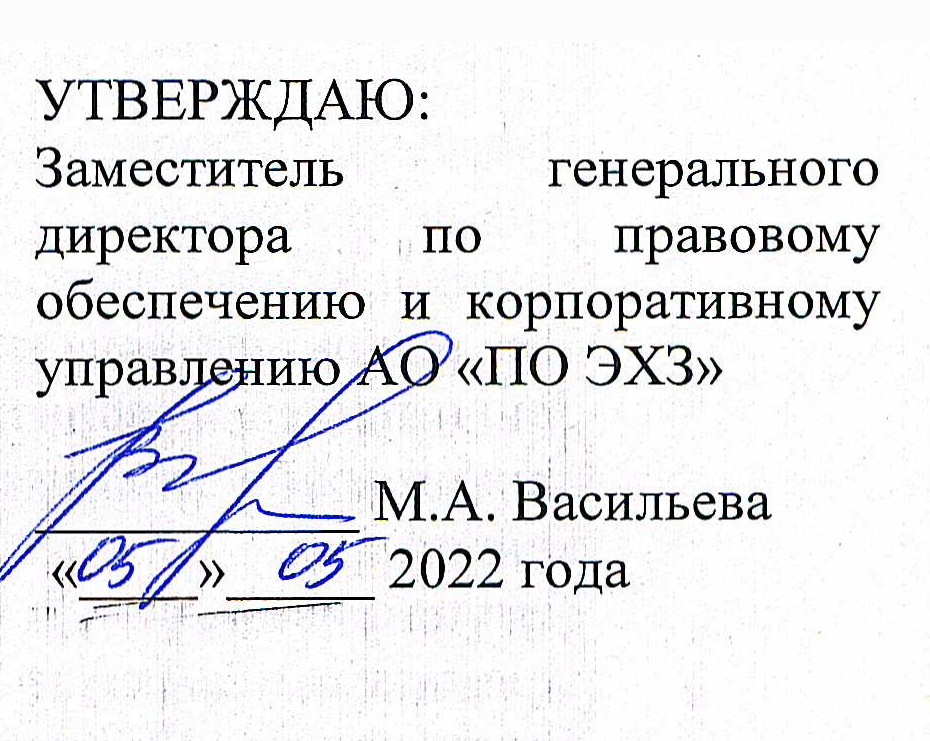 УТВЕРЖДАЮ:
Заместитель генерального
директора по правовому
обеспечению и корпоративному
управлению АО «ПО ЭХЗ»
М.А. Васильева
«05» 05 2022 года